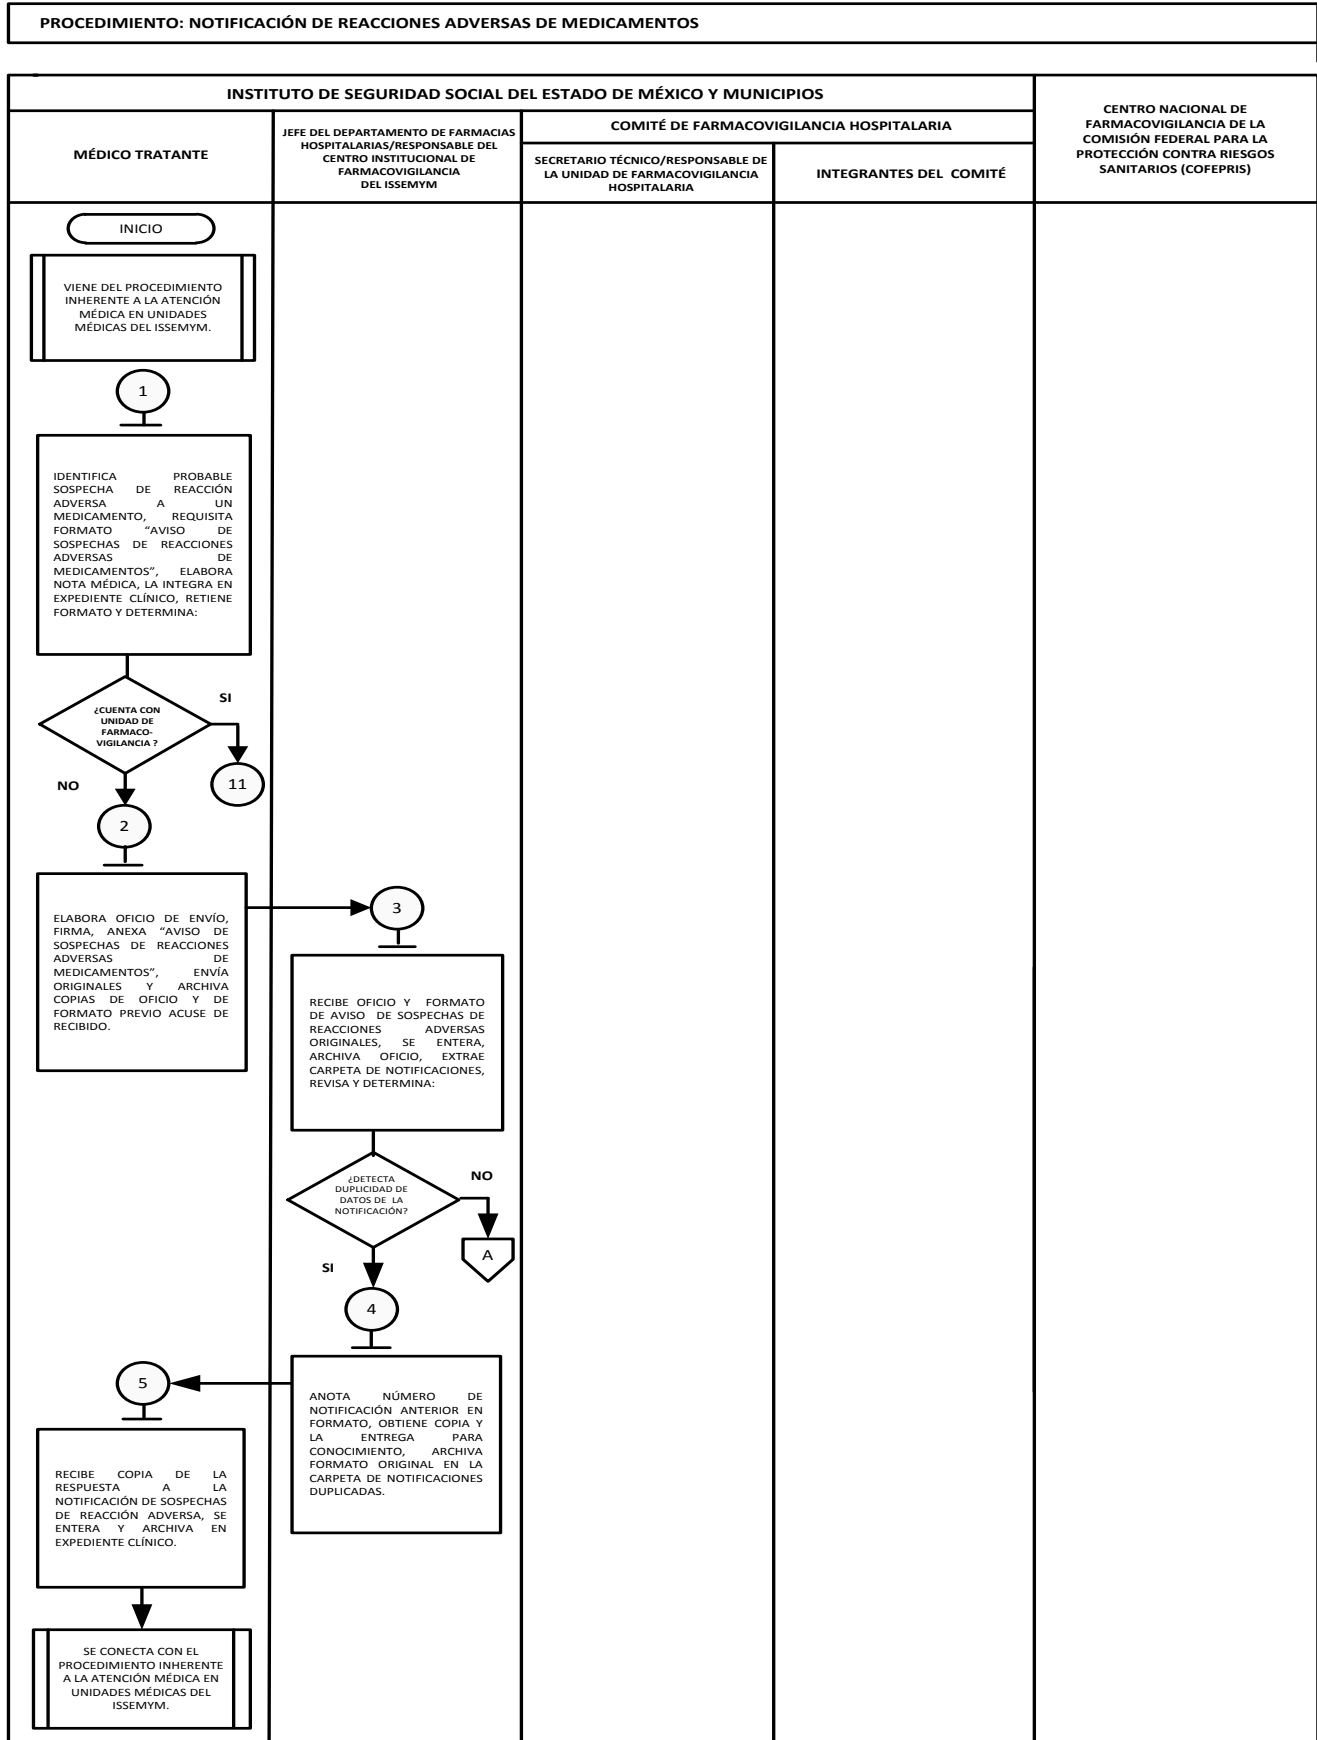 PROCEDIMIENTO: NOTIFICACIÓN DE REACCIONES ADVERSAS DE MEDICAMENTOS
INSTITUTO DE SEGURIDAD SOCIAL DEL ESTADO DE MÉXICO Y MUNICIPIOS
CENTRO NACIONAL DE
FARMACOVIGILANCIA DE LA
COMISIÓN FEDERAL PARA LA
PROTECCIÓN CONTRA RIESGOS
SANITARIOS (COFEPRIS)
MÉDICO TRATANTE
JEFE DEL DEPARTAMENTO DE FARMACIAS
HOSPITALARIAS/RESPONSABLE DEL
CENTRO INSTITUCIONAL DE
FARMACOVIGILANCIA
DEL ISSEMYM
COMITÉ DE FARMACOVIGILANCIA HOSPITALARIA
SECRETARIO TÉCNICO/RESPONSABLE DE
LA UNIDAD DE FARMACOVIGILANCIA
HOSPITALARIA
INTEGRANTES DEL COMITÉ
INICIO
VIENE DEL PROCEDIMIENTO
INHERENTE A LA ATENCIÓN
MÉDICA EN UNIDADES
MÉDICAS DEL ISSEMYM.
1
IDENTIFICA PROBABLE
SOSPECHA DE REACCIÓN
ADVERSA A UN
MEDICAMENTO, REQUISITA
FORMATO “AVISO DE
SOSPECHAS DE REACCIONES
ADVERSAS DE
MEDICAMENTOS”, ELABORA
NOTA MÉDICA, LA INTEGRA EN
EXPEDIENTE CLÍNICO, RETIENE
FORMATO Y DETERMINA:
¿CUENTA CON
UNIDAD DE
FARMACO-
VIGILANCIA ?
SI
11
NO
2
ELABORA OFICIO DE ENVÍO,
FIRMA, ANEXA “AVISO DE
SOSPECHAS DE REACCIONES
ADVERSAS DE
MEDICAMENTOS”, ENVÍA
ORIGINALES Y ARCHIVA
COPIAS DE OFICIO Y DE
FORMATO PREVIO ACUSE DE
RECIBIDO.
3
RECIBE OFICIO Y FORMATO
DE AVISO DE SOSPECHAS DE
REACCIONES ADVERSAS
ORIGINALES, SE ENTERA,
ARCHIVA OFICIO, EXTRAE
CARPETA DE NOTIFICACIONES,
REVISA Y DETERMINA:
¿DETECTA
DUPLICIDAD DE
DATOS DE LA
NOTIFICACIÓN?
NO
A
SI
4
ANOTA NÚMERO DE
NOTIFICACIÓN ANTERIOR EN
FORMATO, OBTIENE COPIA Y
LA ENTREGA PARA
CONOCIMIENTO, ARCHIVA
FORMATO ORIGINAL EN LA
CARPETA DE NOTIFICACIONES
DUPLICADAS.
5
RECIBE COPIA DE LA
RESPUESTA A LA
NOTIFICACIÓN DE SOSPECHAS
DE REACCIÓN ADVERSA, SE
ENTERA Y ARCHIVA EN
EXPEDIENTE CLÍNICO.
SE CONECTA CON EL
PROCEDIMIENTO INHERENTE
A LA ATENCIÓN MÉDICA EN
UNIDADES MÉDICAS DEL
ISSEMYM.